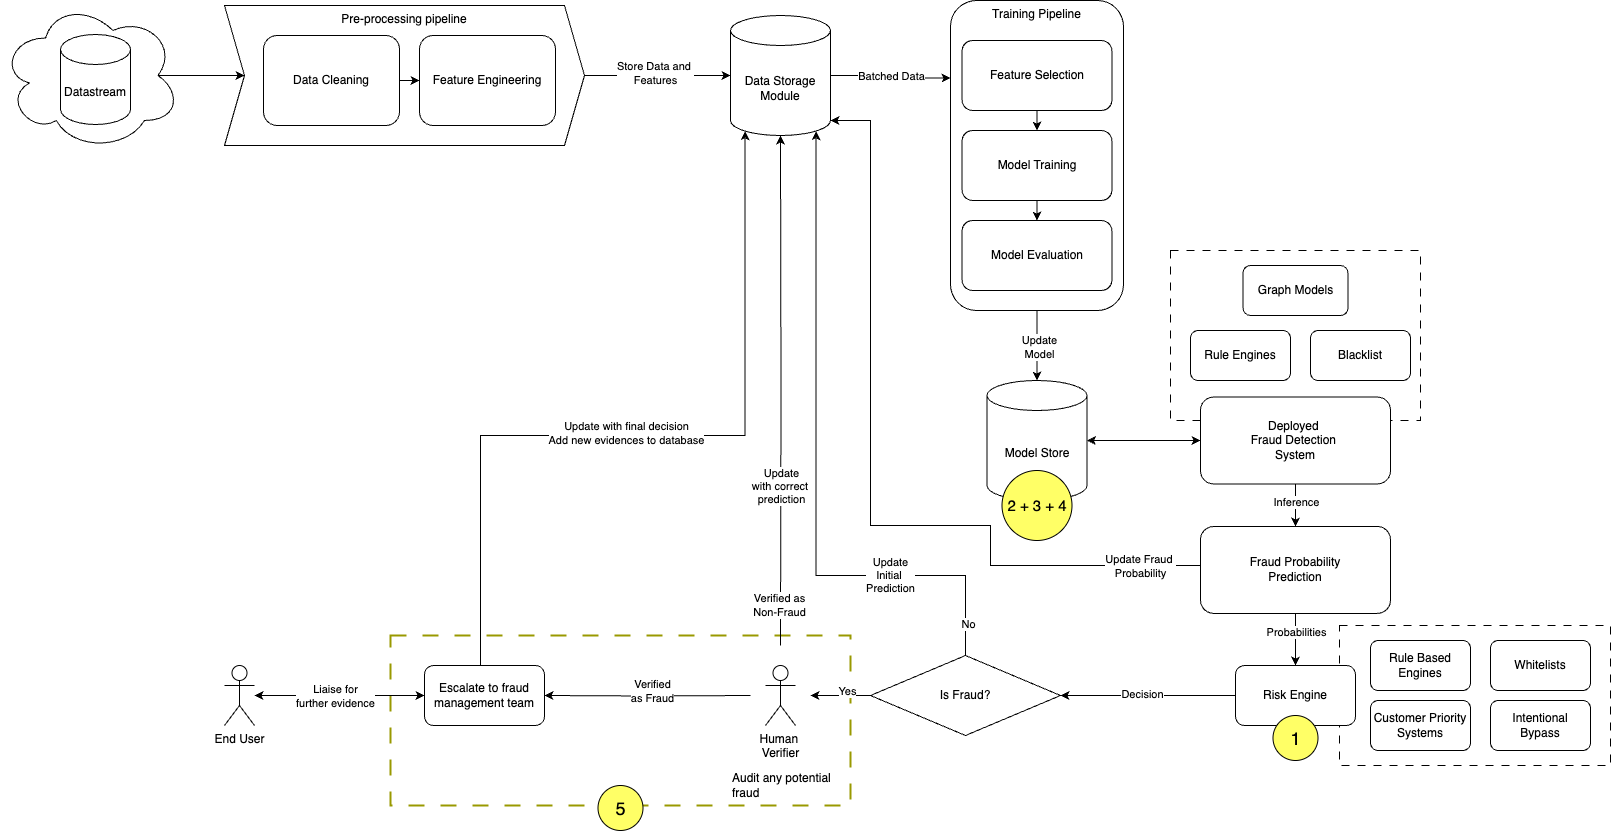 Pre-processing pipeline
Datastream
Data Cleaning
Feature Engineering
Store Data and
Features
Data Storage
Module
Batched Data
Training Pipeline
Feature Selection
Model Training
Model Evaluation
Update
Model
Graph Models
Rule Engines
Blacklist
Model Store
2 + 3 + 4
Deployed
Fraud Detection
System
Inference
Fraud Probability
Prediction
Update Fraud
Probability
Update with final decision
Add new evidences to database
Update
with correct
prediction
Update
Initial
Prediction
Verified as
Non-Fraud
No
Probabilities
End User
Liaise for
further evidence
Escalate to fraud
management team
Verified
as Fraud
Human
Verifier
Audit any potential
fraud
5
Yes
Is Fraud?
Decision
Risk Engine
1
Rule Based
Engines
Whitelists
Customer Priority
Systems
Intentional
Bypass